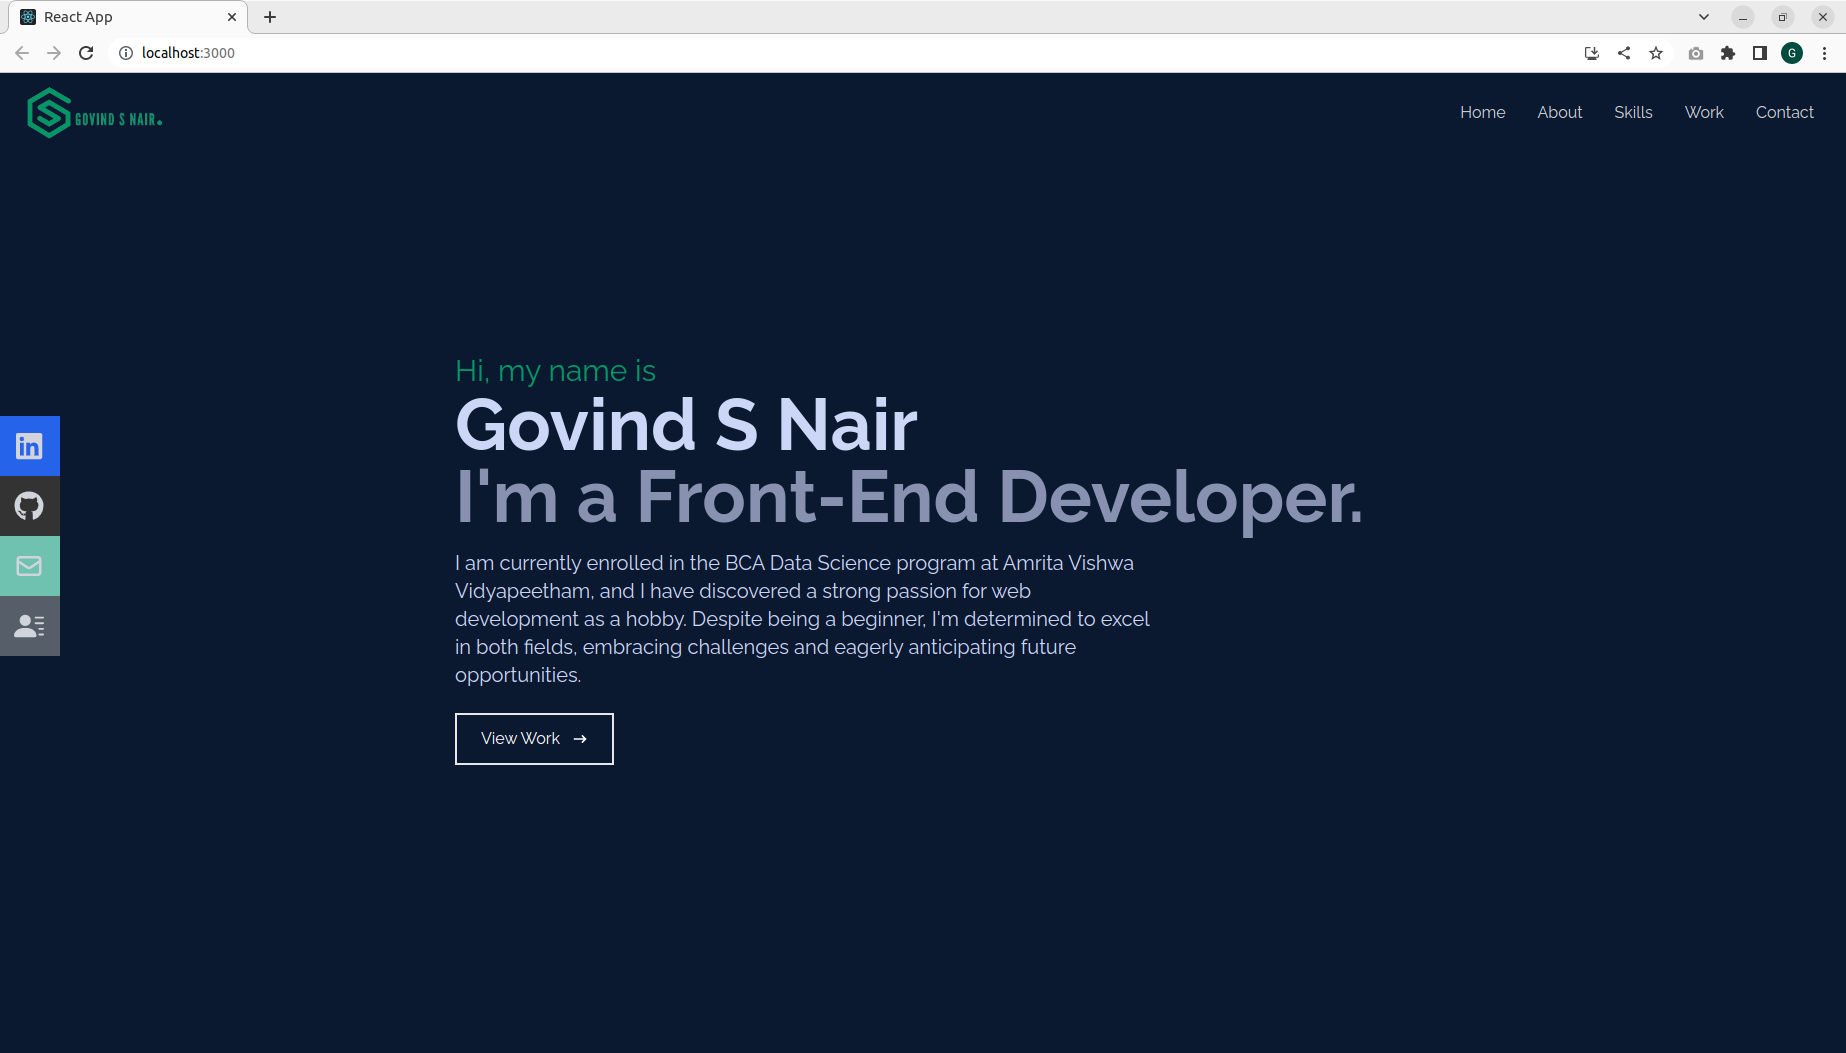 React App
localhost:3000
G
GOVIND S NAIR.
Home About Skills Work Contact
Hi, my name is
Govind S Nair
I'm a Front-End Developer.
in
I am currently enrolled in the BCA Data Science program at Amrita Vishwa
Vidyapeetham, and I have discovered a strong passion for web
development as a hobby. Despite being a beginner, I'm determined to excel
in both fields, embracing challenges and eagerly anticipating future
opportunities.
View Work →